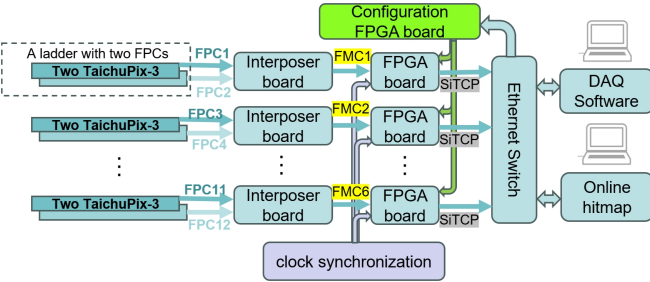 Configuration
FPGA board
A ladder with two FPCs
FPC1
Two TaichuPix-3
FPC2
Interposer
board
FMC1
FPGA
board
SiTCP
FPC3
Two TaichuPix-3
FPC4
Interposer
board
FMC2
FPGA
board
SiTCP
Ethernet Switch
DAQ
Software
FPC11
Two TaichuPix-3
FPC12
Interposer
board
FMC6
FPGA
board
SiTCP
Online
hitmap
clock synchronization